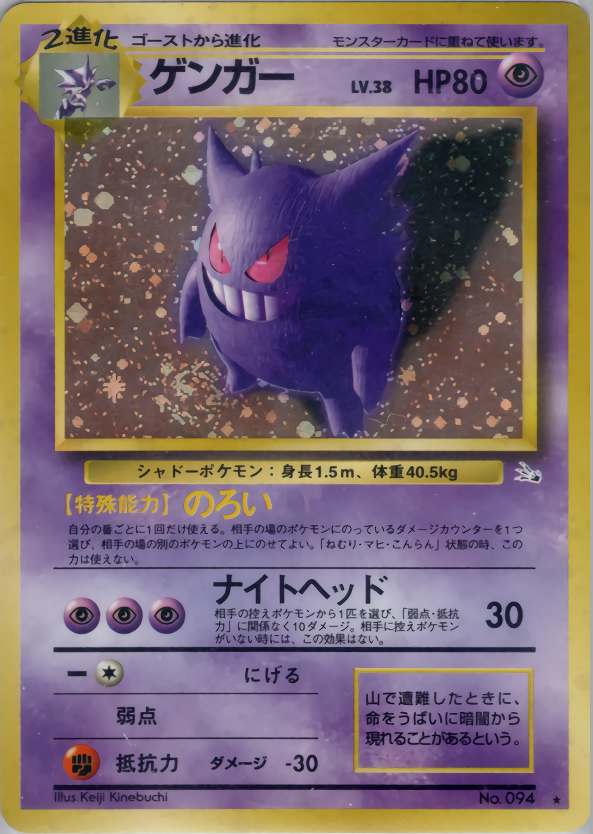 2進化 ゴーストから進化 モンスターカードに重ねて使います。
ゲンガー LV.38 HP80
シャドーポケモン：身長1.5m、体重40.5kg
【特殊能力】のろい
自分の番ごとに1回だけ使える。相手の場のポケモンにのっているダメージカウンターを1つ
選び、相手の場の別のポケモンの上にのせてよい。「ねむり・マヒ・こんらん」状態の時、この
力は使えない。
ナイトヘッド 30
相手の控えポケモンから1匹を選び、「弱点・抵抗
力」に関係なく10ダメージ。相手に控えポケモン
がいない時には、この効果はない。
ー にげる
弱点
抵抗力 ダメージ -30
山で遭難したときに、
命をうばいに暗闇から
現れることがあるという。
Illus. Keiji Kinebuchi No. 094 ★